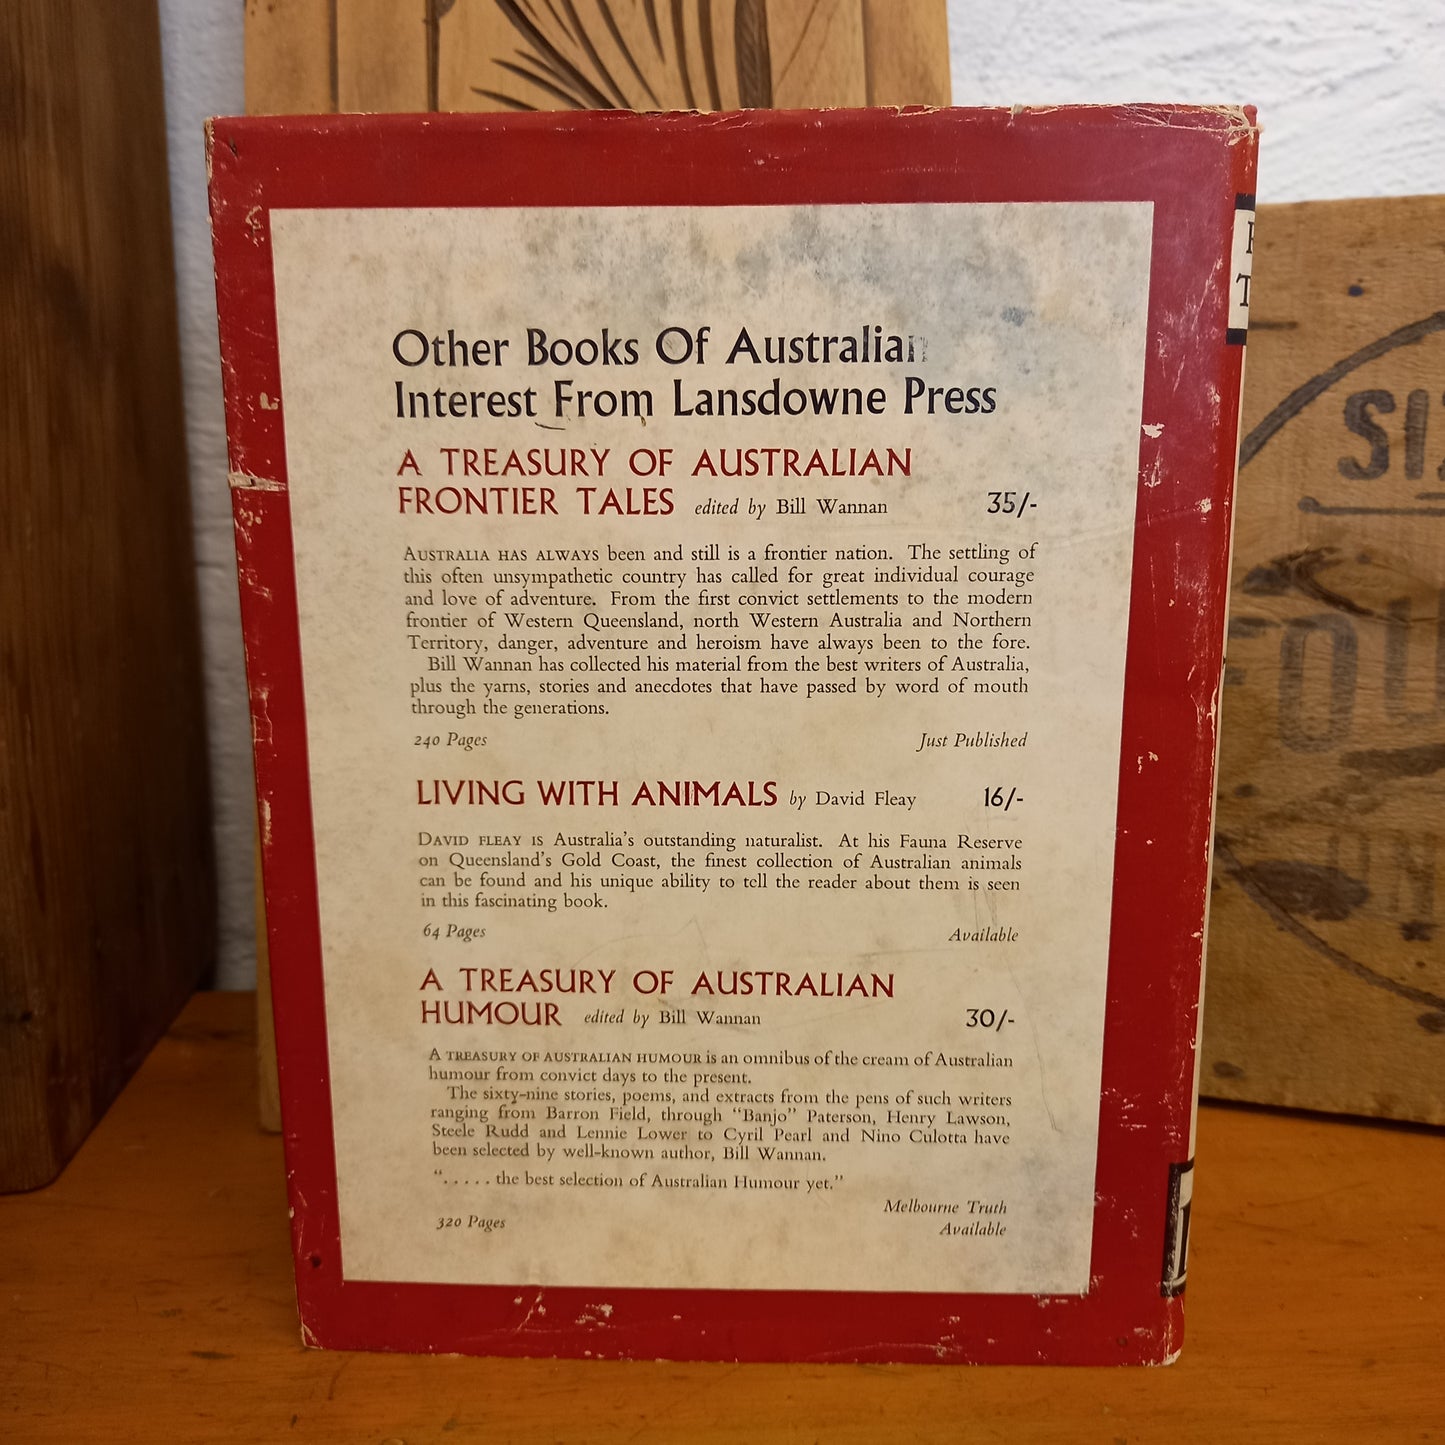 Other Books Of Australian
Interest From Lansdowne Press
A TREASURY OF AUSTRALIAN
FRONTIER TALES edited by Bill Wannan 35/-
AUSTRALIA HAS ALWAYS been and still is a frontier nation. The settling of
this often unsympathetic country has called for great individual courage
and love of adventure. From the first convict settlements to the modern
frontier of Western Queensland, north Western Australia and Northern
Territory, danger, adventure and heroism have always been to the fore.
Bill Wannan has collected his material from the best writers of Australia,
plus the yarns, stories and anecdotes that have passed by word of mouth
through the generations.
240 Pages Just Published
LIVING WITH ANIMALS by David Fleay 16/-
DAVID FLEAY IS Australia's outstanding naturalist. At his Fauna Reserve
on Queensland's Gold Coast, the finest collection of Australian animals
can be found and his unique ability to tell the reader about them is seen
in this fascinating book.
64 Pages Available
A TREASURY OF AUSTRALIAN
HUMOUR edited by Bill Wannan 30/-
A TREASURY OF AUSTRALIAN HUMOUR is an omnibus of the cream of Australian
humour from convict days to the present.
The sixty-nine stories, poems, and extracts from the pens of such writers
ranging from Barron Field, through "Banjo" Paterson, Henry Lawson,
Steele Rudd and Lennie Lower to Cyril Pearl and Nino Culotta have
been selected by well-known author, Bill Wannan.
". . . . . the best selection of Australian Humour yet."
Melbourne Truth
320 Pages Available